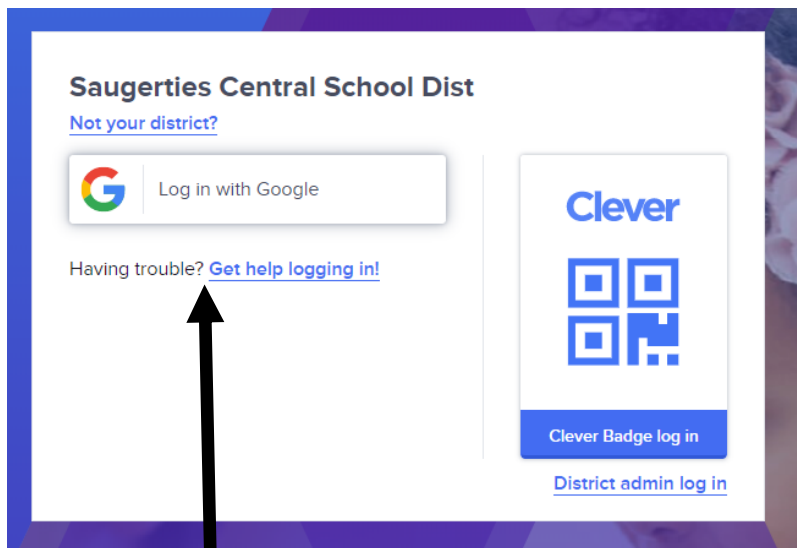 Saugerties Central School Dist
Not your district?
Log in with Google
Having trouble? Get help logging in!
Clever
Clever Badge log in
District admin log in